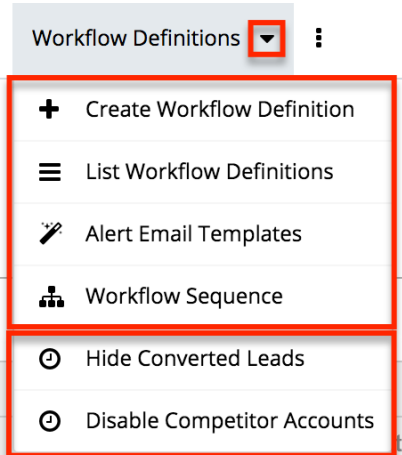 Workflow Definitions
Create Workflow Definition
List Workflow Definitions
Alert Email Templates
Workflow Sequence
Hide Converted Leads
Disable Competitor Accounts